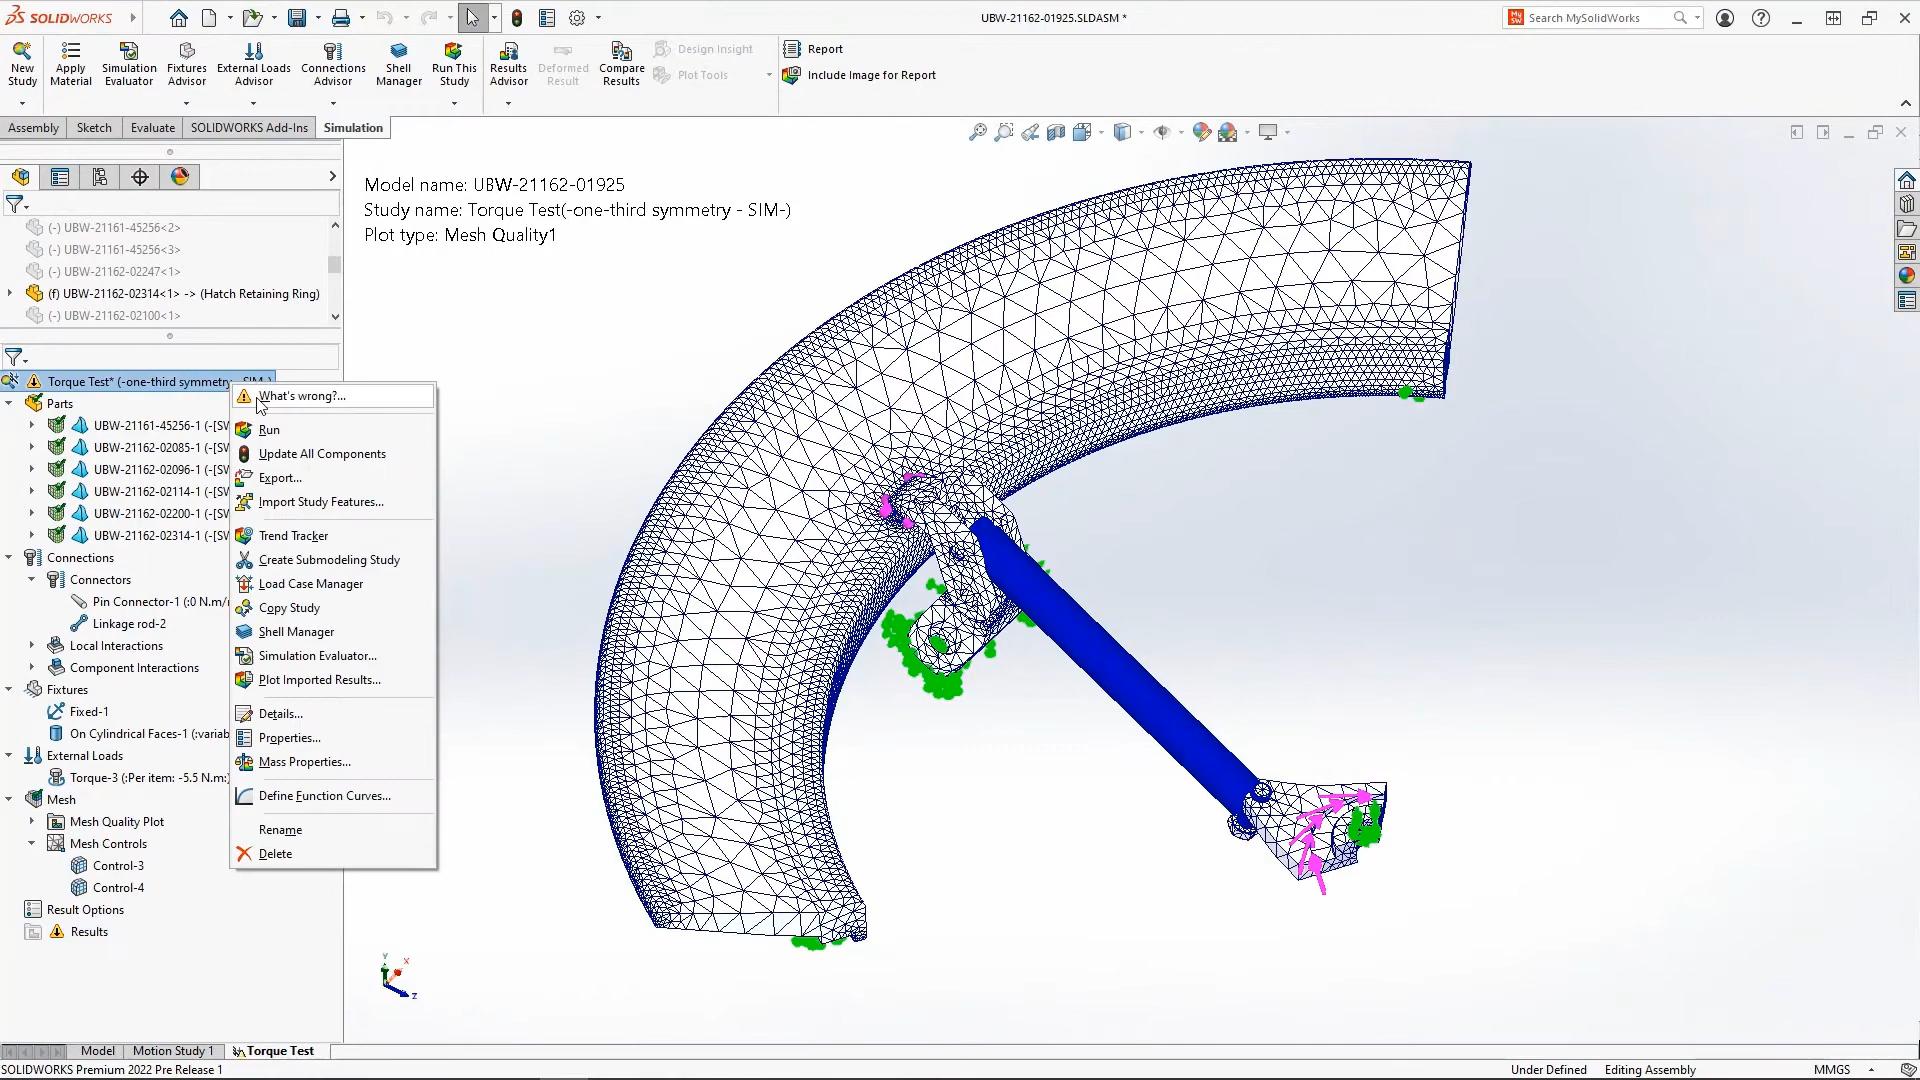 SOLIDWORKS
UBW-21162-01925.SLDASM *
Search MySolidWorks
New Study
Apply Material
Simulation Evaluator
Fixtures Advisor
External Loads Advisor
Connections Advisor
Shell Manager
Run This Study
Results Advisor
Deformed Result
Compare Results
Design Insight
Plot Tools
Report
Include Image for Report
Assembly
Sketch
Evaluate
SOLIDWORKS Add-Ins
Simulation
Model name: UBW-21162-01925
Study name: Torque Test(-one-third symmetry - SIM-)
Plot type: Mesh Quality1
(-) UBW-21161-45256<2>
(-) UBW-21161-45256<3>
(-) UBW-21162-02247<1>
(f) UBW-21162-02314<1> -> (Hatch Retaining Ring)
(-) UBW-21162-02100<1>
Torque Test* (-one-third symmetry - SIM-)
Parts
UBW-21161-45256-1 (-[SW
UBW-21162-02085-1 (-[SW
UBW-21162-02096-1 (-[SW
UBW-21162-02114-1 (-[SW
UBW-21162-02200-1 (-[SW
UBW-21162-02314-1 (-[SW
Connections
Connectors
Pin Connector-1 (:0 N.m/r
Linkage rod-2
Local Interactions
Component Interactions
Fixtures
Fixed-1
On Cylindrical Faces-1 (:variab
External Loads
Torque-3 (:Per item: -5.5 N.m:)
Mesh
Mesh Quality Plot
Mesh Controls
Control-3
Control-4
Result Options
Results
What's wrong?...
Run
Update All Components
Export...
Import Study Features...
Trend Tracker
Create Submodeling Study
Load Case Manager
Copy Study
Shell Manager
Simulation Evaluator...
Plot Imported Results...
Details...
Properties...
Mass Properties...
Define Function Curves...
Rename
Delete
Y
X
Z
Model
Motion Study 1
Torque Test
SOLIDWORKS Premium 2022 Pre Release 1
Under Defined
Editing Assembly
MMGS